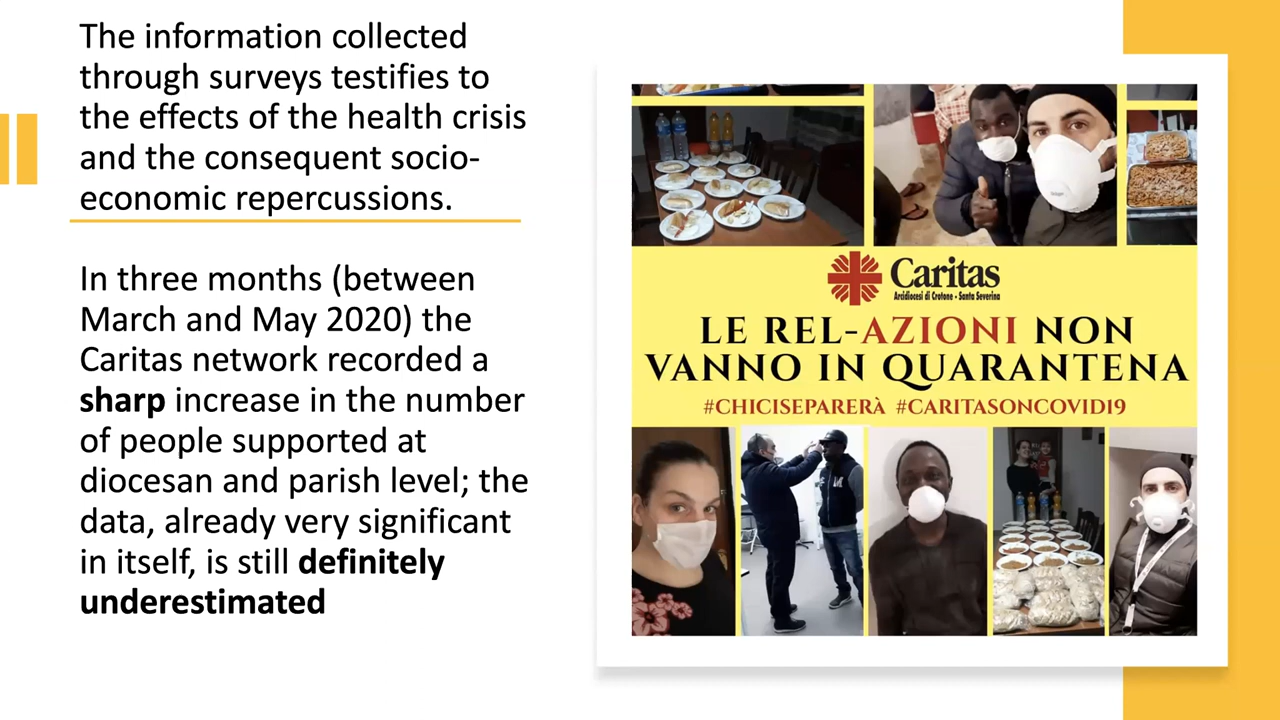 The information collected
through surveys testifies to
the effects of the health crisis
and the consequent socio-
economic repercussions.
In three months (between
March and May 2020) the
Caritas network recorded a
sharp increase in the number
of people supported at
diocesan and parish level; the
data, already very significant
in itself, is still definitely
underestimated
Caritas
Arcidiocesi di Crotone - Santa Severina
LE REL-AZIONI NON
VANNO IN QUARANTENA
#CHICISEPARERÀ #CARITASONCOVID19